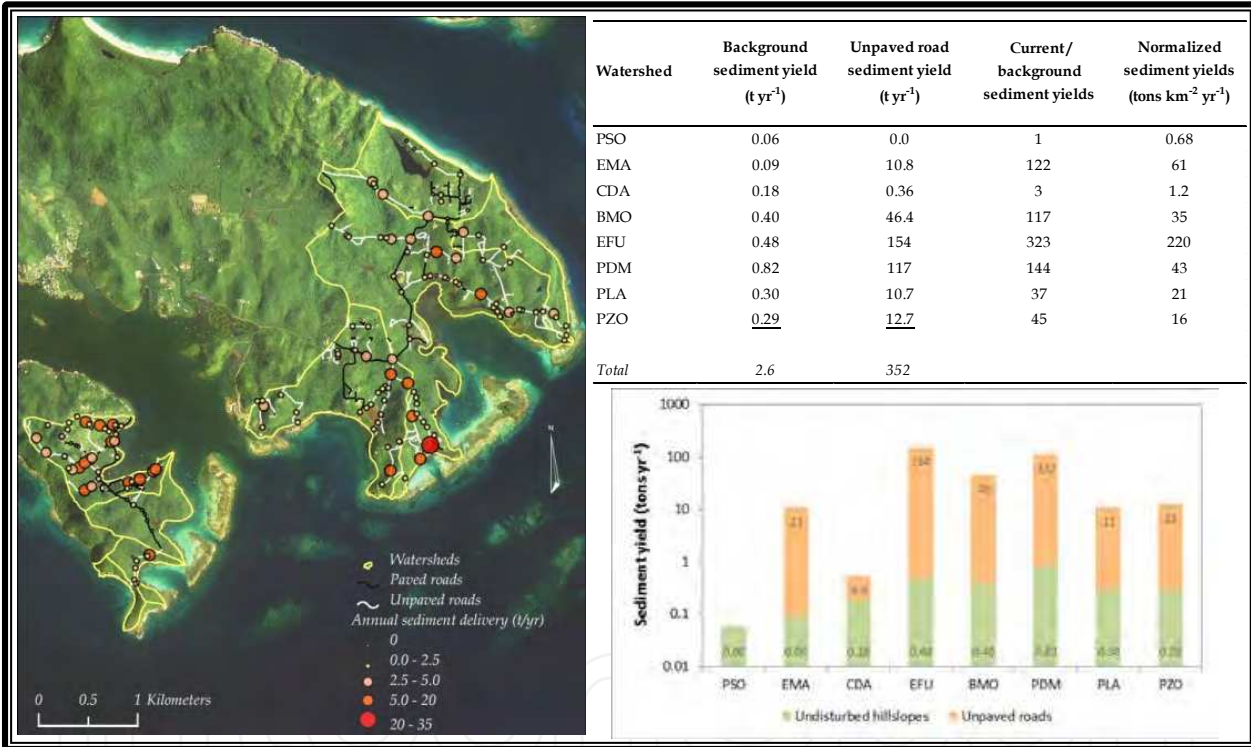 Watershed
Background sediment yield (t yr⁻¹)
Unpaved road sediment yield (t yr⁻¹)
Current/ background sediment yields
Normalized sediment yields (tons km⁻² yr⁻¹)
PSO 0.06 0.0 1 0.68
EMA 0.09 10.8 122 61
CDA 0.18 0.36 3 1.2
BMO 0.40 46.4 117 35
EFU 0.48 154 323 220
PDM 0.82 117 144 43
PLA 0.30 10.7 37 21
PZO 0.29 12.7 45 16
Total 2.6 352
N
Watersheds
Paved roads
Unpaved roads
Annual sediment delivery (t/yr)
0
0.0 - 2.5
2.5 - 5.0
5.0 - 20
20 - 35
0 0.5 1 Kilometers
Sediment yield (tons yr⁻¹)
1000
100
10
1
0.1
0.01
PSO EMA CDA EFU BMO PDM PLA PZO
Undisturbed hillslopes Unpaved roads